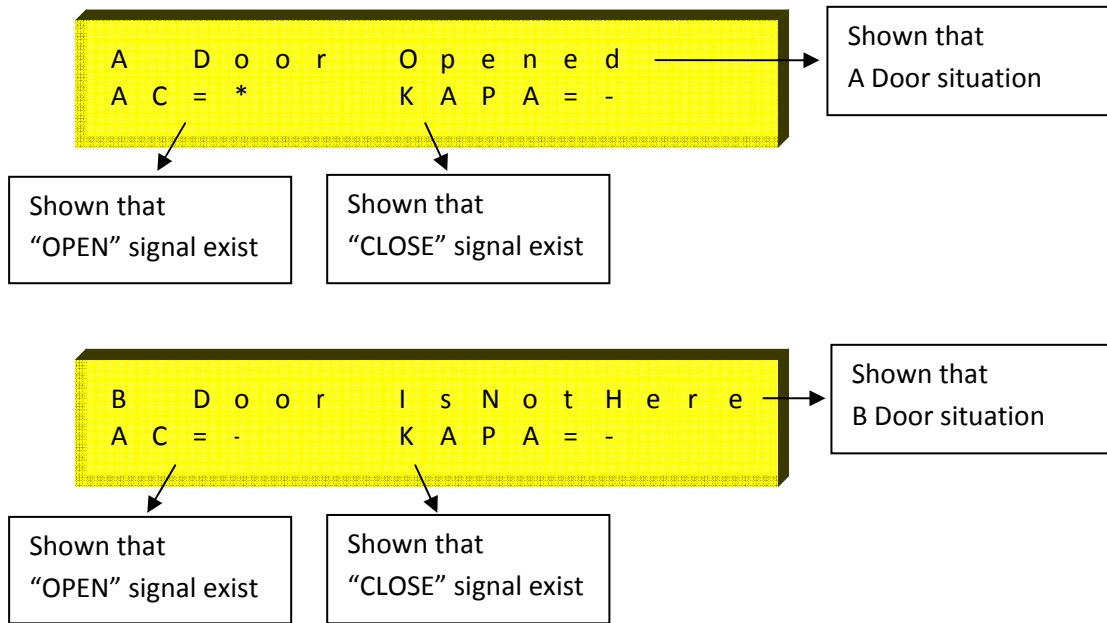 A Door Opened
AC=* KAPA=-
Shown that
A Door situation
Shown that
“OPEN” signal exist
Shown that
“CLOSE” signal exist
B Door IsNotHere
AC=- KAPA=-
Shown that
B Door situation
Shown that
“OPEN” signal exist
Shown that
“CLOSE” signal exist